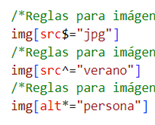 /*Reglas para imágen
img[src$="jpg"]
/*Reglas para imágen
img[src^="verano"]
/*Reglas para imágen
img[alt*="persona"]